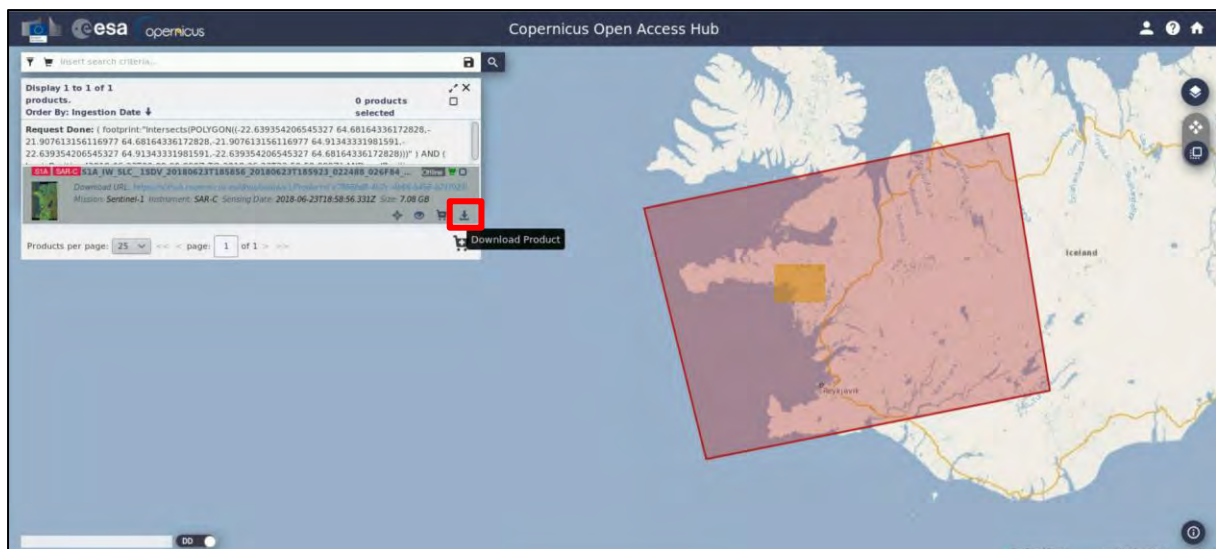 esa opernicus
Copernicus Open Access Hub
Insert search criteria...
Display 1 to 1 of 1
products.
0 products
selected
Order By: Ingestion Date
Request Done: ( footprint:"Intersects(POLYGON((-22.639354206545327 64.68164336172828,-
21.907613156116977 64.68164336172828,-21.907613156116977 64.91343331981591,-
22.639354206545327 64.91343331981591,-22.639354206545327 64.68164336172828)))" ) AND (
S1A SAR-C S1A_IW_SLC__1SDV_20180623T185856_20180623T185923_022488_026F84_... Offline
Download URL:
Mission: Sentinel-1 Instrument: SAR-C Sensing Date: 2018-06-23T18:58:56.331Z Size: 7.08 GB
Download Product
Products per page: 25 << < page: 1 of 1 > >>
Iceland
Reykjavik
DD